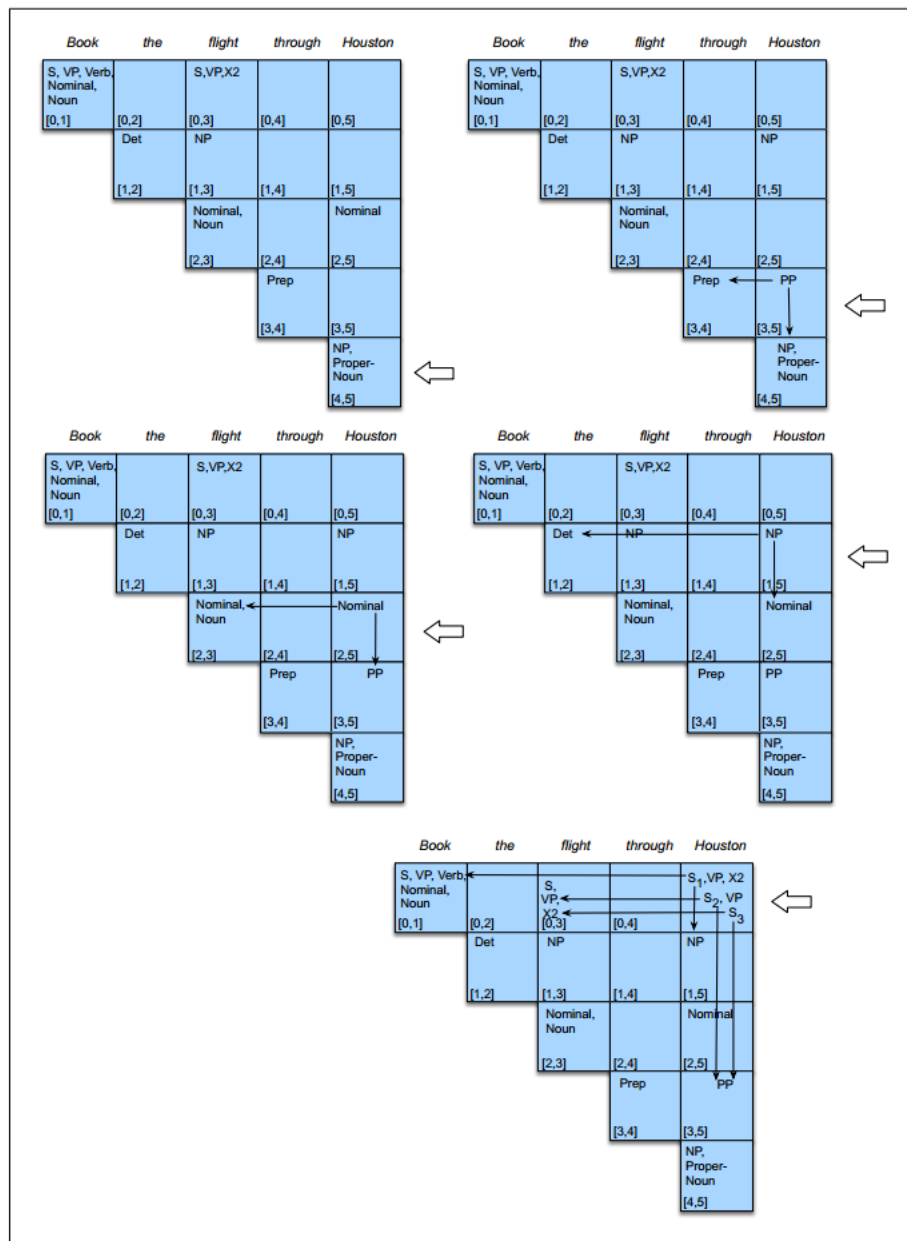 Book the flight through Houston
S, VP, Verb, S,VP,X2
Nominal,
Noun
[0,1] [0,2] [0,3] [0,4] [0,5]
Det NP
[1,2] [1,3] [1,4] [1,5]
Nominal, Nominal
Noun
[2,3] [2,4] [2,5]
Prep
[3,4] [3,5]
NP,
Proper-
Noun
[4,5]
Book the flight through Houston
S, VP, Verb, S,VP,X2
Nominal,
Noun
[0,1] [0,2] [0,3] [0,4] [0,5]
Det NP NP
[1,2] [1,3] [1,4] [1,5]
Nominal,
Noun
[2,3] [2,4] [2,5]
Prep PP
[3,4] [3,5]
NP,
Proper-
Noun
[4,5]
Book the flight through Houston
S, VP, Verb, S,VP,X2
Nominal,
Noun
[0,1] [0,2] [0,3] [0,4] [0,5]
Det NP NP
[1,2] [1,3] [1,4] [1,5]
Nominal, Nominal
Noun
[2,3] [2,4] [2,5]
Prep PP
[3,4] [3,5]
NP,
Proper-
Noun
[4,5]
Book the flight through Houston
S, VP, Verb, S,VP,X2
Nominal,
Noun
[0,1] [0,2] [0,3] [0,4] [0,5]
Det NP NP
[1,2] [1,3] [1,4] [1,5]
Nominal, Nominal
Noun
[2,3] [2,4] [2,5]
Prep PP
[3,4] [3,5]
NP,
Proper-
Noun
[4,5]
Book the flight through Houston
S, VP, Verb, S, S1, VP, X2
Nominal, VP, S2, VP
Noun X2 S3
[0,1] [0,2] [0,3] [0,4]
Det NP NP
[1,2] [1,3] [1,4] [1,5]
Nominal, Nominal
Noun
[2,3] [2,4] [2,5]
Prep PP
[3,4] [3,5]
NP,
Proper-
Noun
[4,5]